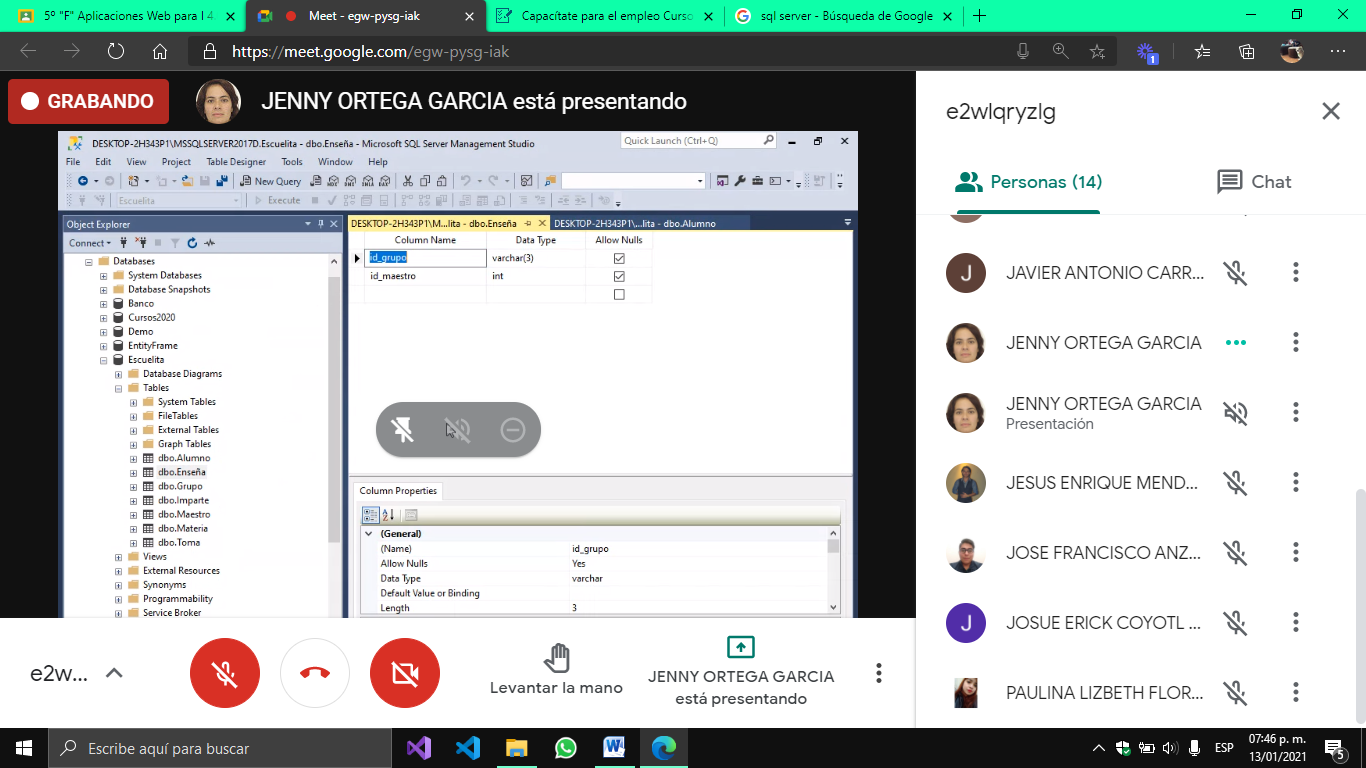 5º "F" Aplicaciones Web para I 4.
Meet - egw-pysg-iak
Capacítate para el empleo Curso
sql server - Búsqueda de Google
https://meet.google.com/egw-pysg-iak
1
GRABANDO
JENNY ORTEGA GARCIA está presentando
DESKTOP-2H343P1\MSSQLSERVER2017D.Escuelita - dbo.Enseña - Microsoft SQL Server Management Studio
Quick Launch (Ctrl+Q)
File Edit View Project Table Designer Tools Window Help
New Query
Escuelita
Execute
Object Explorer
Connect
Databases
System Databases
Database Snapshots
Banco
Cursos2020
Demo
EntityFrame
Escuelita
Database Diagrams
Tables
System Tables
FileTables
External Tables
Graph Tables
dbo.Alumno
dbo.Enseña
dbo.Grupo
dbo.Imparte
dbo.Maestro
dbo.Materia
dbo.Toma
Views
External Resources
Synonyms
Programmability
Service Broker
DESKTOP-2H343P1\M...lita - dbo.Enseña
DESKTOP-2H343P1\...lita - dbo.Alumno
Column Name Data Type Allow Nulls
id_grupo varchar(3)
id_maestro int
Column Properties
(General)
(Name) id_grupo
Allow Nulls Yes
Data Type varchar
Default Value or Binding
Length 3
e2wlqryzlg
Personas (14)
Chat
JAVIER ANTONIO CARR...
JENNY ORTEGA GARCIA
JENNY ORTEGA GARCIA
Presentación
JESUS ENRIQUE MEND...
JOSE FRANCISCO ANZ...
J
JOSUE ERICK COYOTL ...
J
PAULINA LIZBETH FLOR...
e2w...
Levantar la mano
JENNY ORTEGA GARCIA
está presentando
Escribe aquí para buscar
ESP
07:46 p. m.
13/01/2021
5